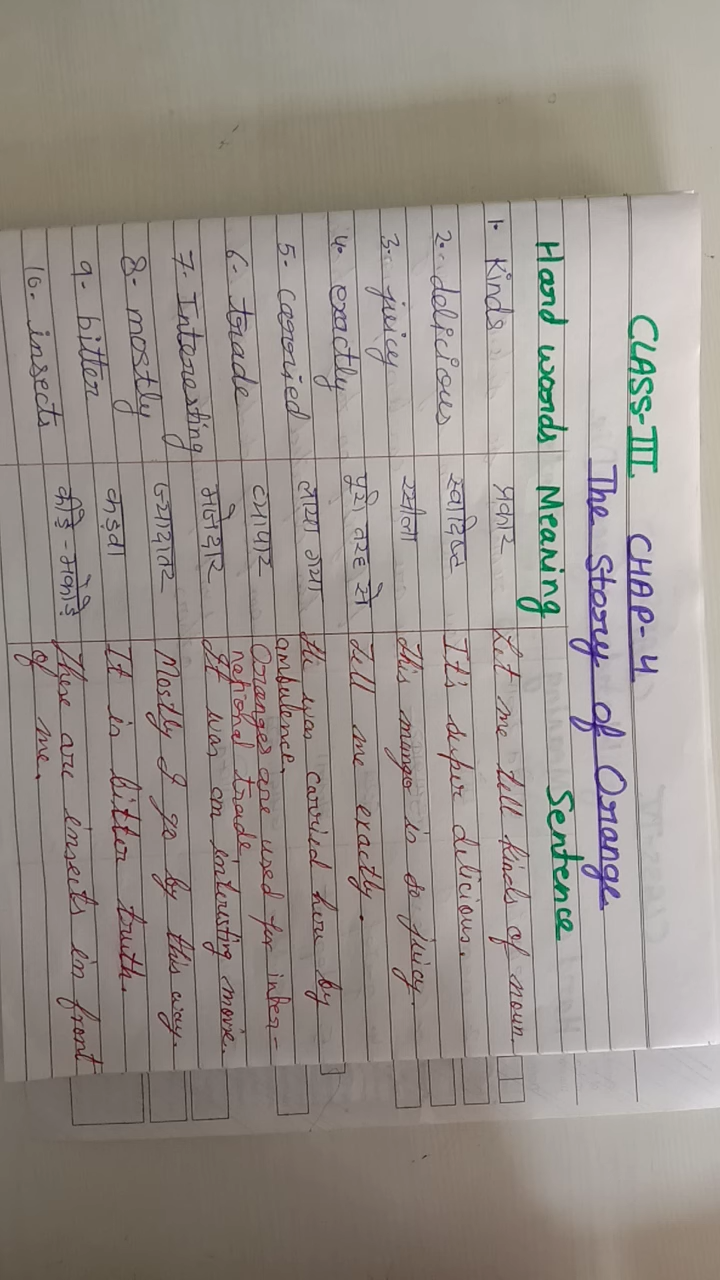 CLASS-III CHAP-4
The Story of Orange
Hard words Meaning Sentence
1. Kinds प्रकार Let me tell kinds of noun.
2. delicious स्वादिष्ट It's super delicious.
3. juicy रसीला This mango is so juicy.
4. exactly पूरी तरह से Tell me exactly.
5. carried लाया गया He was carried here by
ambulence.
6. trade व्यापार Oranges are used for inter-
national trade.
7. Interesting मजेदार It was an interesting movie.
8. mostly ज्यादातर Mostly I go by this way.
9. bitter कड़वा It is bitter truth.
10. insects कीड़े-मकोड़े There are insects in front
of me.